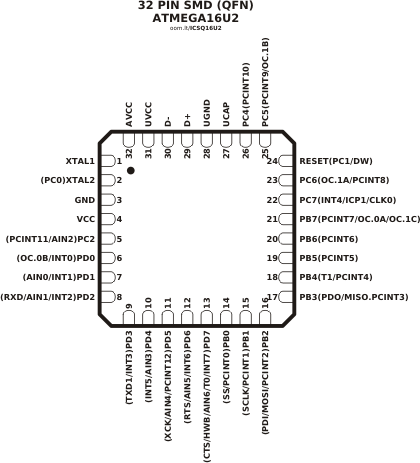 32 PIN SMD (QFN)
ATMEGA16U2
oom.lt/ICSQ16U2
AVCC
UVCC
D-
D+
UGND
UCAP
PC4(PCINT10)
PC5(PCINT9/OC.1B)
32
31
30
29
28
27
26
25
XTAL1 1
(PC0)XTAL2 2
GND 3
VCC 4
(PCINT11/AIN2)PC2 5
(OC.0B/INT0)PD0 6
(AIN0/INT1)PD1 7
(RXD/AIN1/INT2)PD2 8
24 RESET(PC1/DW)
23 PC6(OC.1A/PCINT8)
22 PC7(INT4/ICP1/CLK0)
21 PB7(PCINT7/OC.0A/OC.1C)
20 PB6(PCINT6)
19 PB5(PCINT5)
18 PB4(T1/PCINT4)
17 PB3(PDO/MISO.PCINT3)
9
10
11
12
13
14
15
16
(TXD1/INT3)PD3
(INT5/AIN3)PD4
(XCK/AIN4/PCINT12)PD5
(RTS/AIN5/INT6)PD6
(CTS/HWB/AIN6/T0/INT7)PD7
(SS/PCINT0)PB0
(SCLK/PCINT1)PB1
(PDI/MOSI/PCINT2)PB2